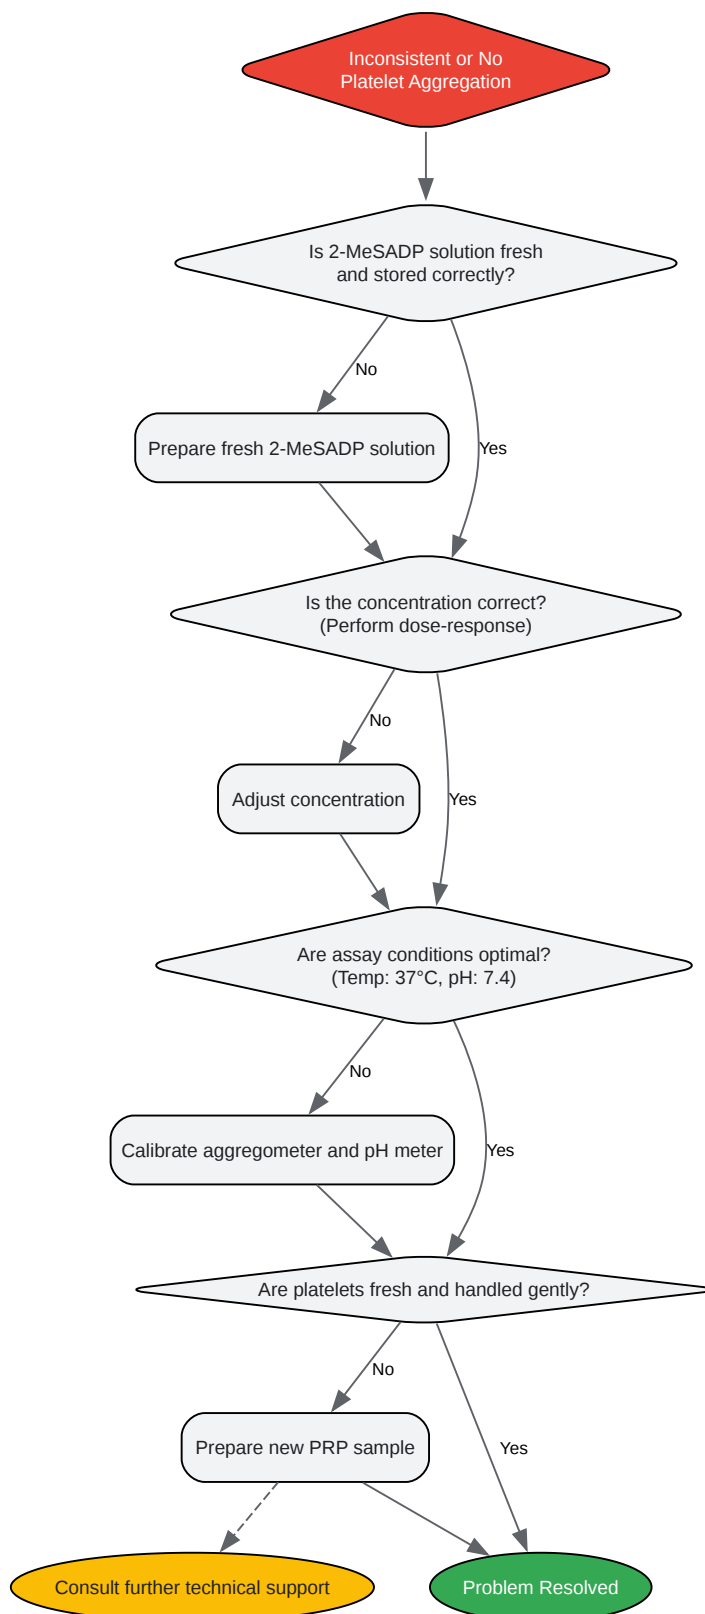 Inconsistent or No
Platelet Aggregation
Is 2-MeSADP solution fresh
and stored correctly?
No
Prepare fresh 2-MeSADP solution
Yes
Is the concentration correct?
(Perform dose-response)
No
Adjust concentration
Yes
Are assay conditions optimal?
(Temp: 37°C, pH: 7.4)
No
Calibrate aggregometer and pH meter
Yes
Are platelets fresh and handled gently?
No
Prepare new PRP sample
Yes
Consult further technical support
Problem Resolved